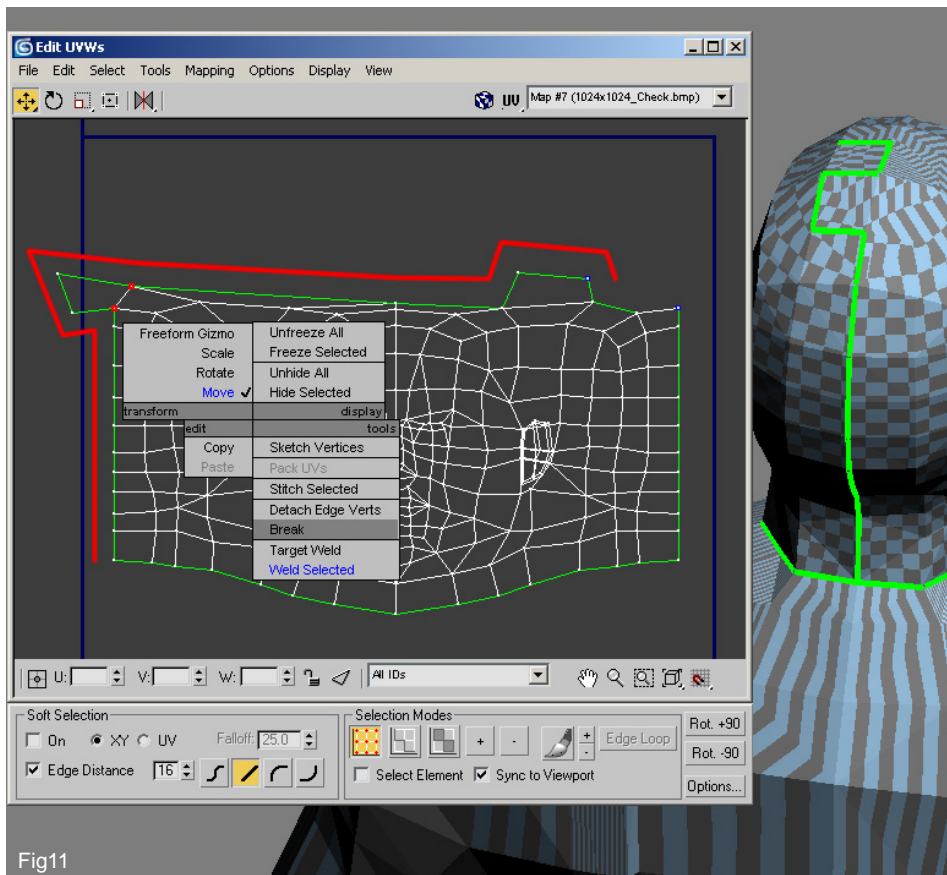 Edit UVWs
File Edit Select Tools Mapping Options Display View
UV Map #7 (1024x1024_Check.bmp)
Freeform Gizmo
Scale
Rotate
Move
transform
Unfreeze All
Freeze Selected
Unhide All
Hide Selected
display
edit
Copy
Paste
tools
Sketch Vertices
Pack UVs
Stitch Selected
Detach Edge Verts
Break
Target Weld
Weld Selected
U: V: W: All IDs
Soft Selection
On XY UV Falloff: 25.0
Edge Distance 16
Selection Modes
+ - + - Edge Loop
Select Element Sync to Viewport
Rot. +90
Rot. -90
Options...
Fig11